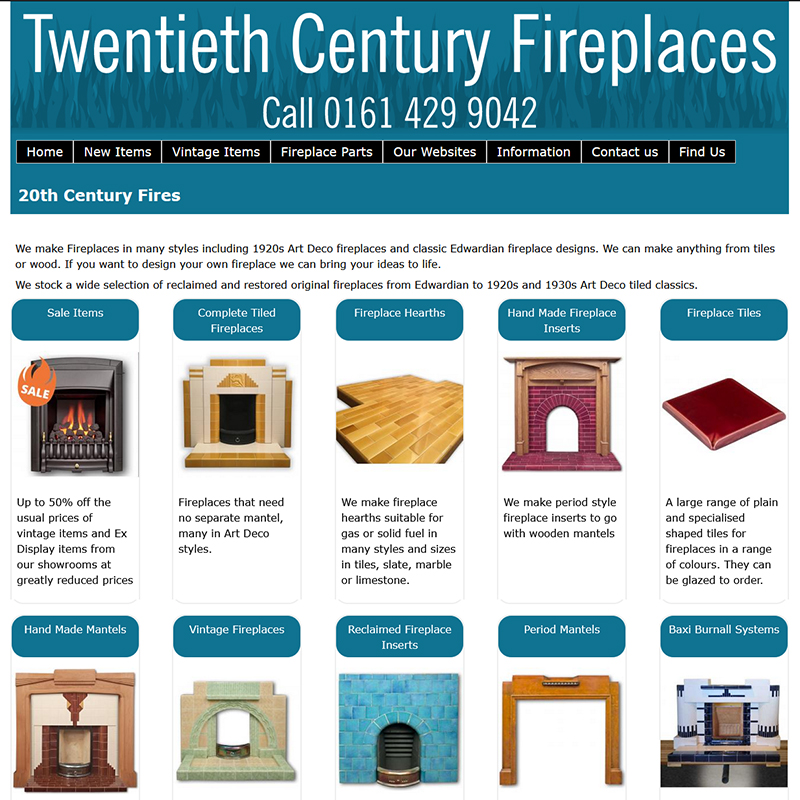 Twentieth Century Fireplaces
Call 0161 429 9042
Home New Items Vintage Items Fireplace Parts Our Websites Information Contact us Find Us
20th Century Fires
We make Fireplaces in many styles including 1920s Art Deco fireplaces and classic Edwardian fireplace designs. We can make anything from tiles
or wood. If you want to design your own fireplace we can bring your ideas to life.
We stock a wide selection of reclaimed and restored original fireplaces from Edwardian to 1920s and 1930s Art Deco tiled classics.
Sale Items
SALE
Up to 50% off the
usual prices of
vintage items and Ex
Display items from
our showrooms at
greatly reduced prices
Complete Tiled
Fireplaces
Fireplaces that need
no separate mantel,
many in Art Deco
styles.
Fireplace Hearths
We make fireplace
hearths suitable for
gas or solid fuel in
many styles and sizes
in tiles, slate, marble
or limestone.
Hand Made Fireplace
Inserts
We make period style
fireplace inserts to go
with wooden mantels
Fireplace Tiles
A large range of plain
and specialised
shaped tiles for
fireplaces in a range
of colours. They can
be glazed to order.
Hand Made Mantels
Vintage Fireplaces
Reclaimed Fireplace
Inserts
Period Mantels
Baxi Burnall Systems